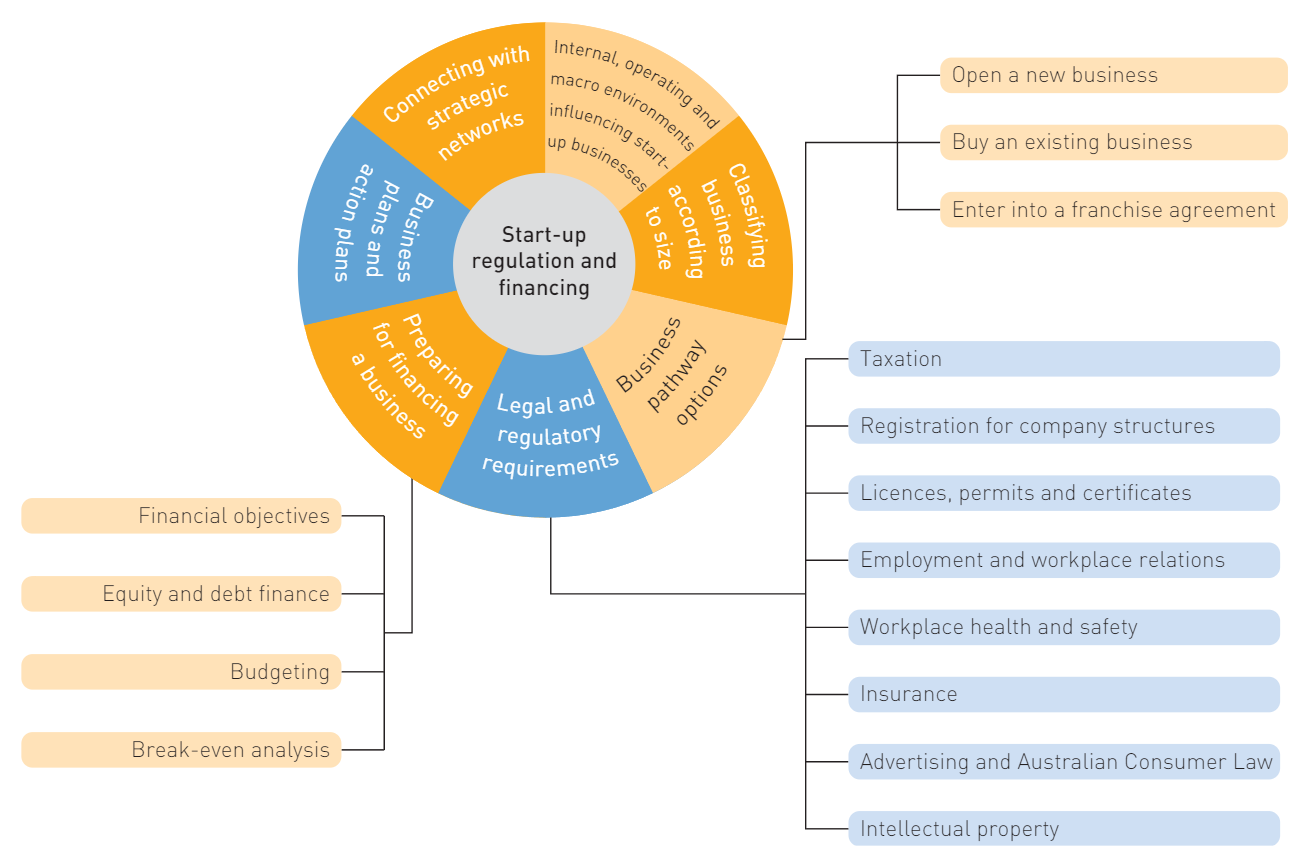 Start-up
regulation and
financing
Internal, operating and
macro environments
influencing start-
up businesses
Classifying
business
according
to size
Business
pathway
options
Legal and
regulatory
requirements
Preparing
for financing
a business
Business
plans and
action plans
Connecting with
strategic
networks
Open a new business
Buy an existing business
Enter into a franchise agreement
Taxation
Registration for company structures
Licences, permits and certificates
Employment and workplace relations
Workplace health and safety
Insurance
Advertising and Australian Consumer Law
Intellectual property
Financial objectives
Equity and debt finance
Budgeting
Break-even analysis